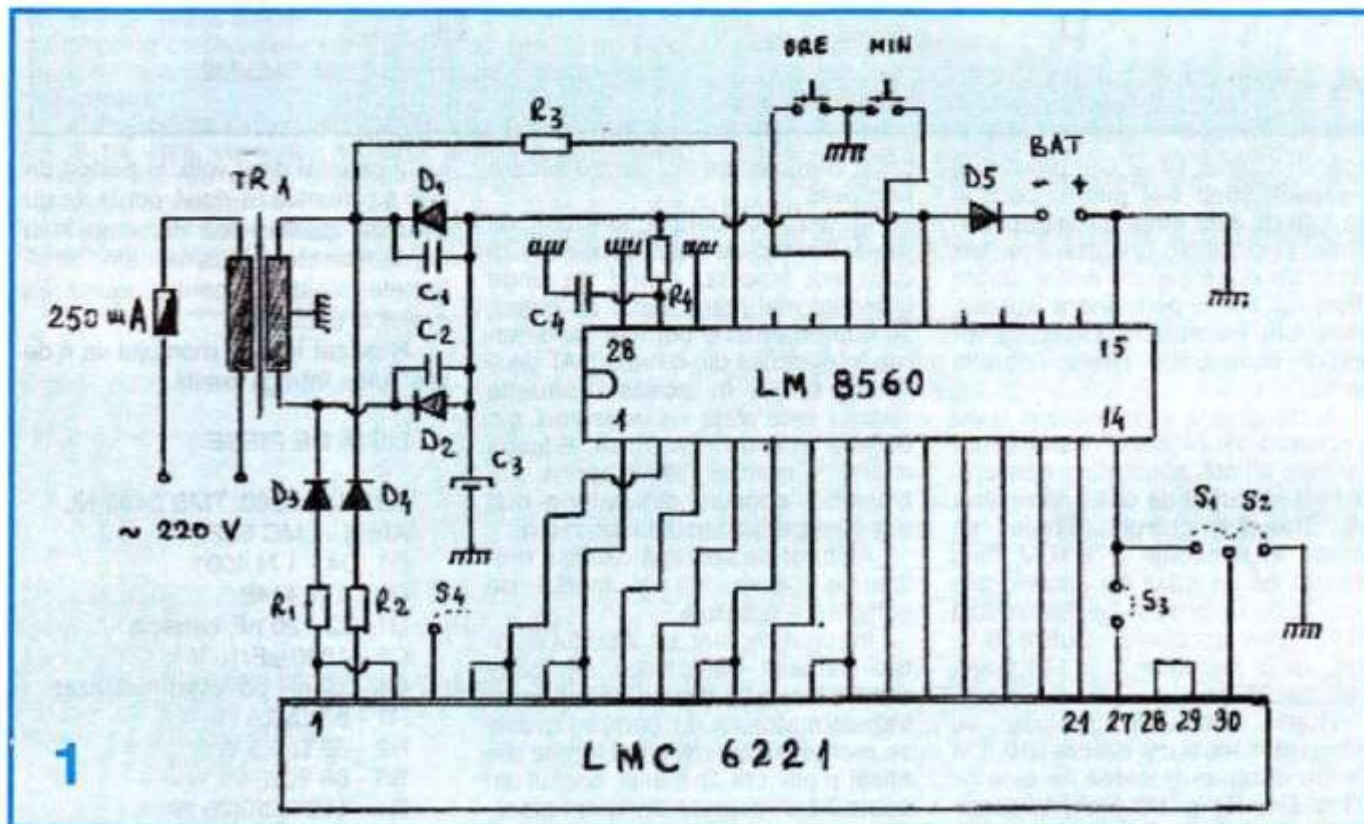 ORE MIN
R3
TR1
D1
D5
BAT
- +
250 mA
C1
C2
C4
R4
28
15
LM 8560
1
14
D2
C3
D3
D4
~ 220 V
S1
S2
R1
R2
S4
S3
1
21
27
28
29
30
LMC 6221
1